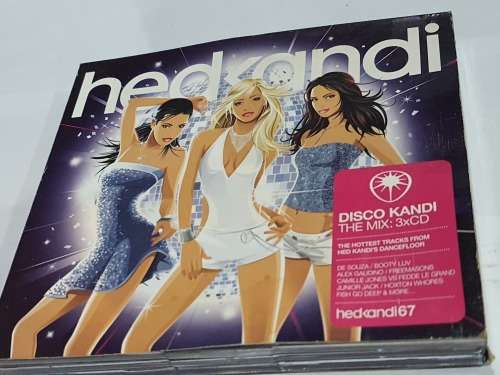 hedkandi
DISCO KANDI
THE MIX: 3xCD
THE HOTTEST TRACKS FROM
HED KANDI'S DANCEFLOOR
DE SOUZA / BOOTY LUV
ALEX GAUDINO / FREEMASONS
CAMILLE JONES VS FEDDE LE GRAND
JUNIOR JACK / HOXTON WHORES
FISH GO DEEP & MORE...
hedkandi67